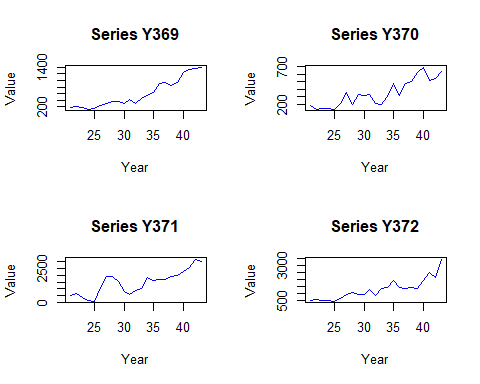 Series Y369
Value
200 1400
25 30 35 40
Year
Series Y370
Value
200 700
25 30 35 40
Year
Series Y371
Value
0 2500
25 30 35 40
Year
Series Y372
Value
500 3000
25 30 35 40
Year